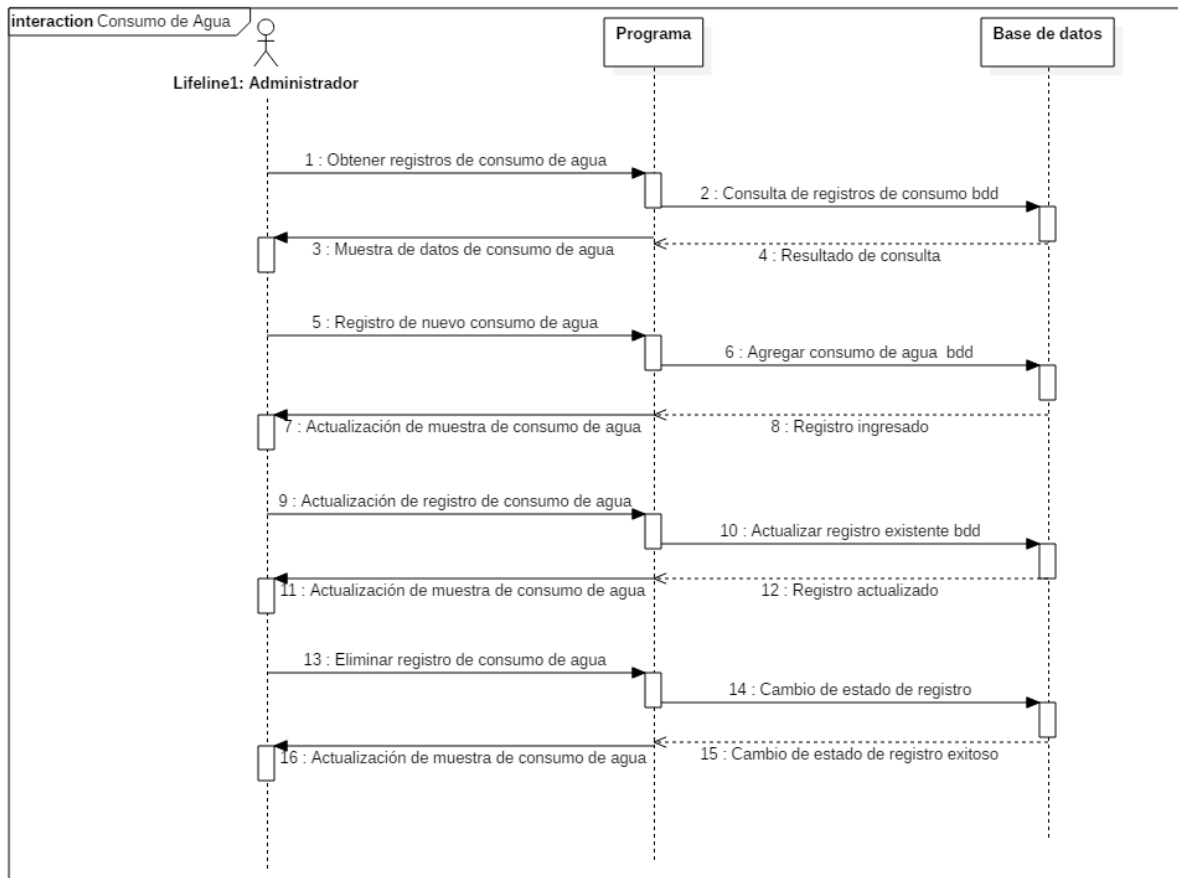 interaction Consumo de Agua
Programa
Base de datos
Lifeline1: Administrador
1 : Obtener registros de consumo de agua
2 : Consulta de registros de consumo bdd
3 : Muestra de datos de consumo de agua
4 : Resultado de consulta
5 : Registro de nuevo consumo de agua
6 : Agregar consumo de agua bdd
7 : Actualización de muestra de consumo de agua
8 : Registro ingresado
9 : Actualización de registro de consumo de agua
10 : Actualizar registro existente bdd
11 : Actualización de muestra de consumo de agua
12 : Registro actualizado
13 : Eliminar registro de consumo de agua
14 : Cambio de estado de registro
15 : Cambio de estado de registro exitoso
16 : Actualización de muestra de consumo de agua